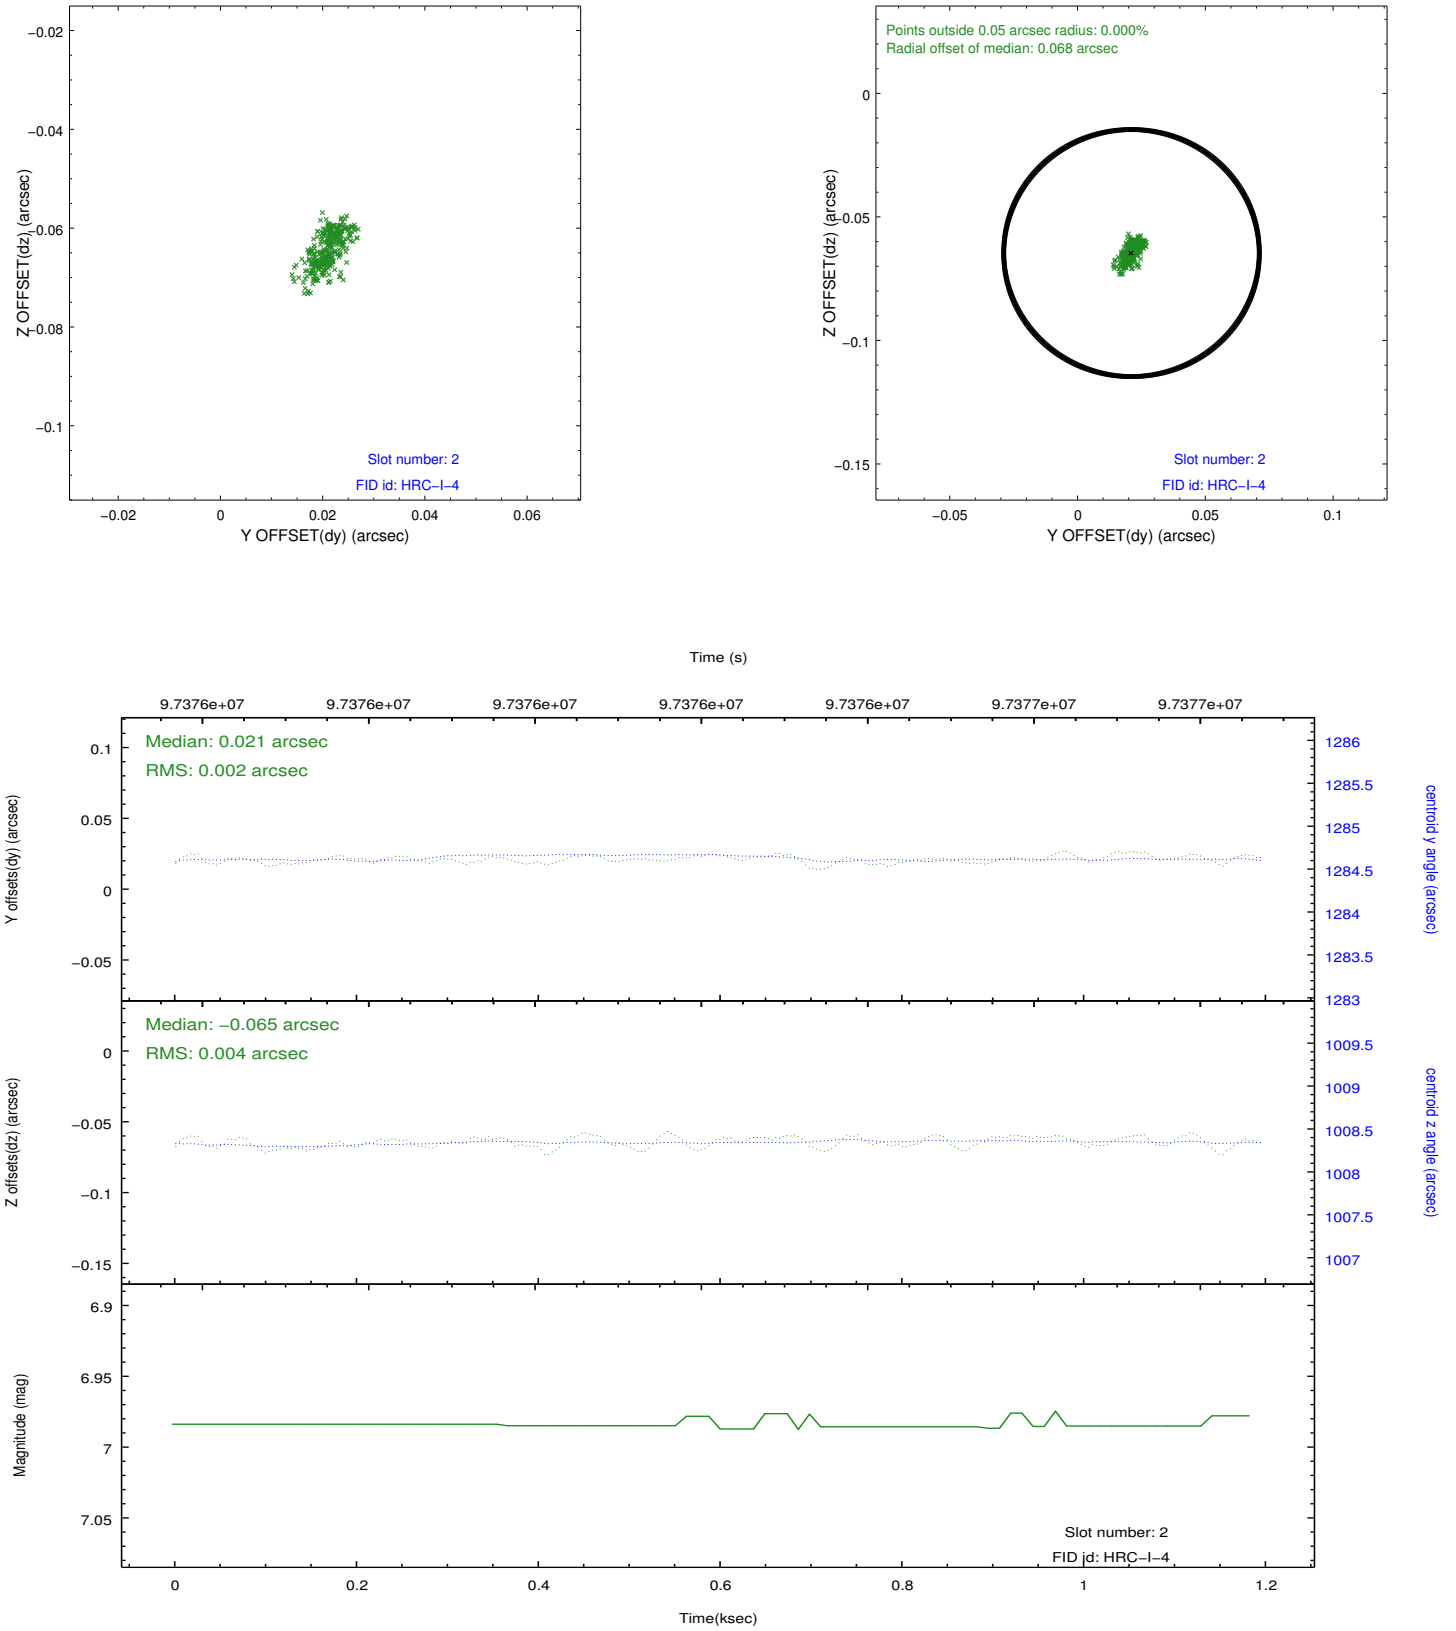 −0.02
−0.04
−0.06
−0.08
−0.1
Z OFFSET(dz) (arcsec)
Slot number: 2
FID id: HRC−I−4
−0.02 0 0.02 0.04 0.06
Y OFFSET(dy) (arcsec)
Points outside 0.05 arcsec radius: 0.000%
Radial offset of median: 0.068 arcsec
0
−0.05
−0.1
−0.15
Z OFFSET(dz) (arcsec)
Slot number: 2
FID id: HRC−I−4
−0.05 0 0.05 0.1
Y OFFSET(dy) (arcsec)
Time (s)
9.7376e+07 9.7376e+07 9.7376e+07 9.7376e+07 9.7376e+07 9.7377e+07 9.7377e+07
Median: 0.021 arcsec
RMS: 0.002 arcsec
0.1
0.05
0
−0.05
Y offsets(dy) (arcsec)
1286
1285.5
1285
1284.5
1284
1283.5
1283
centroid y angle (arcsec)
Median: −0.065 arcsec
RMS: 0.004 arcsec
0
−0.05
−0.1
−0.15
Z offsets(dz) (arcsec)
1009.5
1009
1008.5
1008
1007.5
1007
centroid z angle (arcsec)
6.9
6.95
7
7.05
Magnitude (mag)
Slot number: 2
FID id: HRC−I−4
0 0.2 0.4 0.6 0.8 1 1.2
Time(ksec)